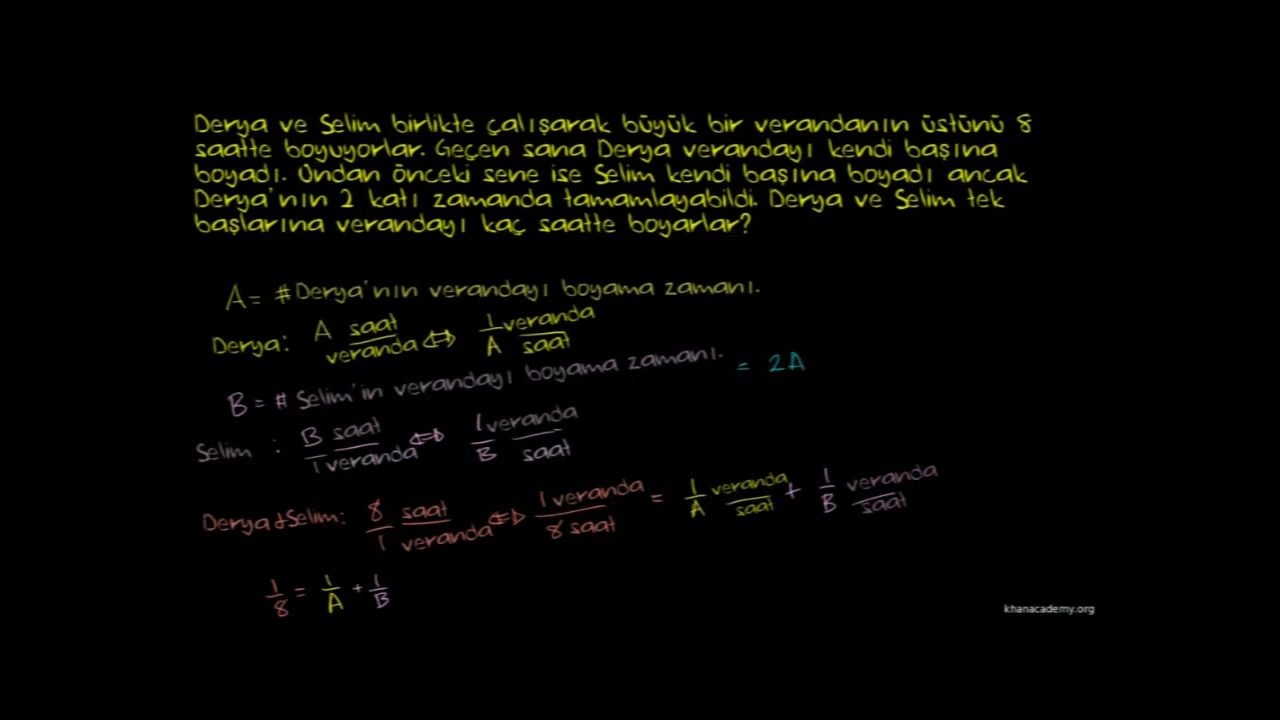 Derya ve Selim birlikte çalışarak büyük bir verandanın üstünü 8
saatte boyuyorlar. Geçen sana Derya verandayı kendi başına
boyadı. Ondan önceki sene ise Selim kendi başına boyadı ancak
Derya'nın 2 katı zamanda tamamlayabildi. Derya ve Selim tek
başlarına verandayı kaç saatte boyarlar?
A = #Derya'nın verandayı boyama zamanı.
Derya: A saat/veranda ⇔ 1/A veranda/saat
B = # Selim'in verandayı boyama zamanı. = 2A
Selim : B/1 saat/veranda ⇔ 1/B veranda/saat
Derya+Selim: 8/1 saat/veranda ⇔ 1 veranda/8 saat = 1/A veranda/saat + 1/B veranda/saat
1/8 = 1/A + 1/B
khanacademy.org